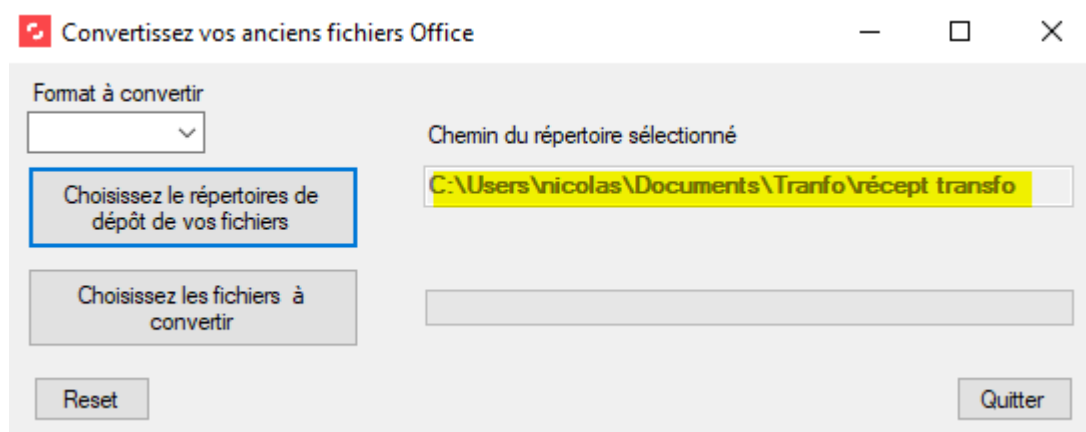 Convertissez vos anciens fichiers Office
Format à convertir
Chemin du répertoire sélectionné
Choisissez le répertoires de
dépôt de vos fichiers
C:\Users\nicolas\Documents\Tranfo\récept transfo
Choisissez les fichiers à
convertir
Reset
Quitter